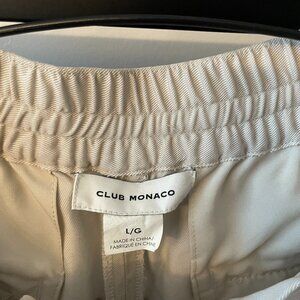 CLUB MONACO
L/G
MADE IN CHINA/
FABRIQUÉ EN CHINE